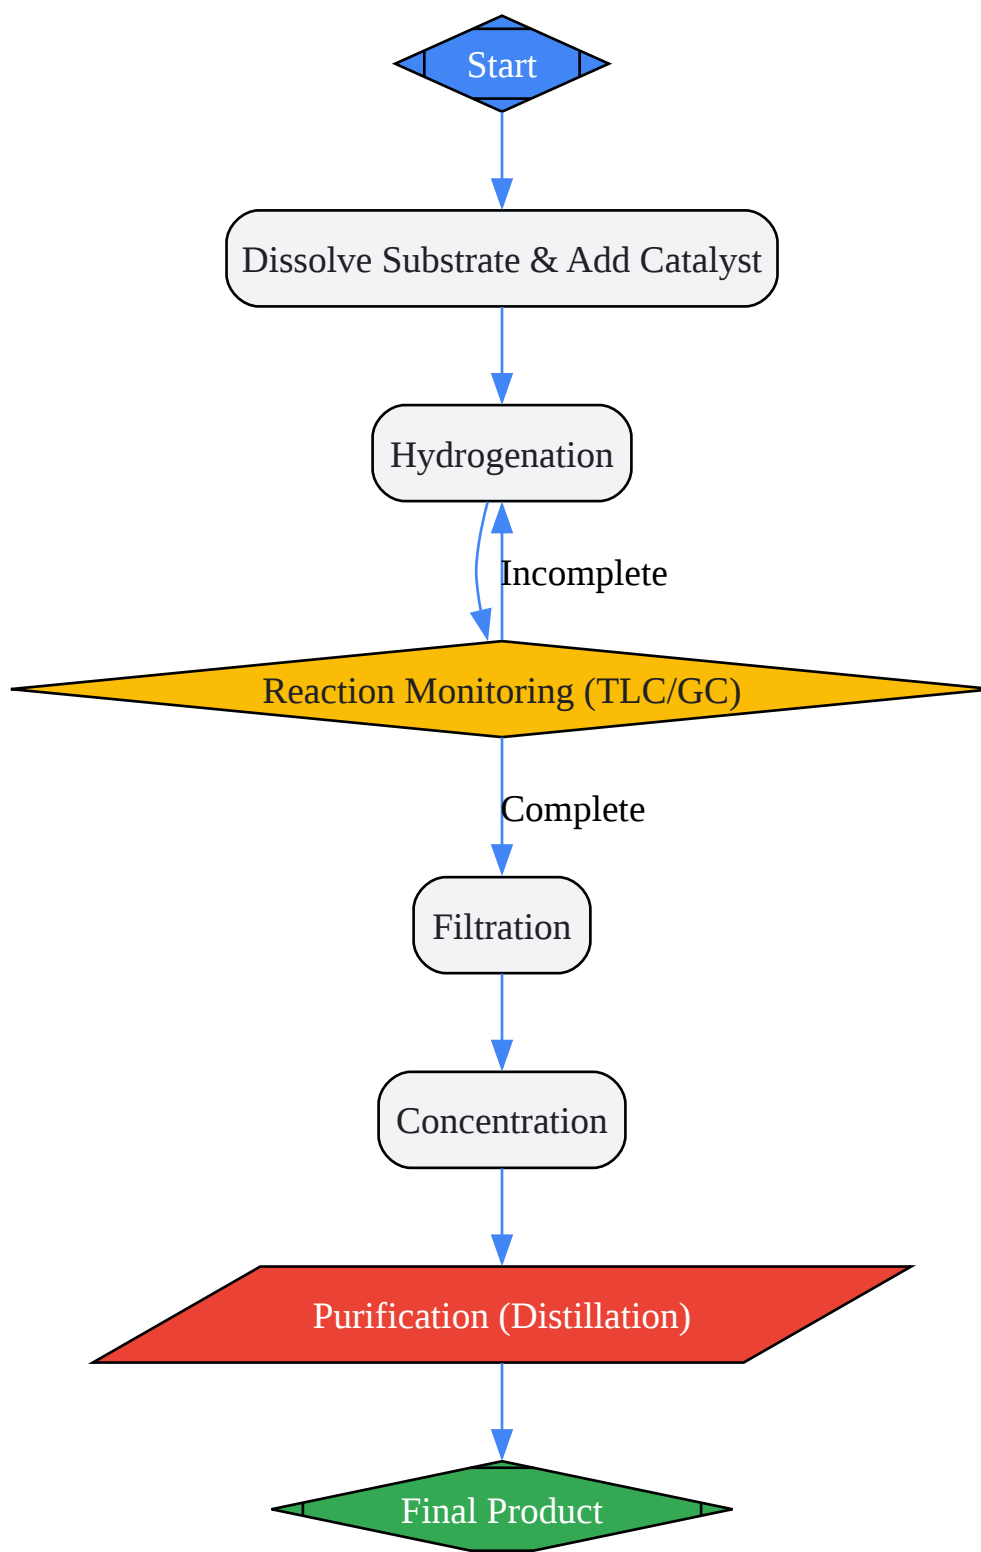 Start
Dissolve Substrate & Add Catalyst
Hydrogenation
Incomplete
Reaction Monitoring (TLC/GC)
Complete
Filtration
Concentration
Purification (Distillation)
Final Product